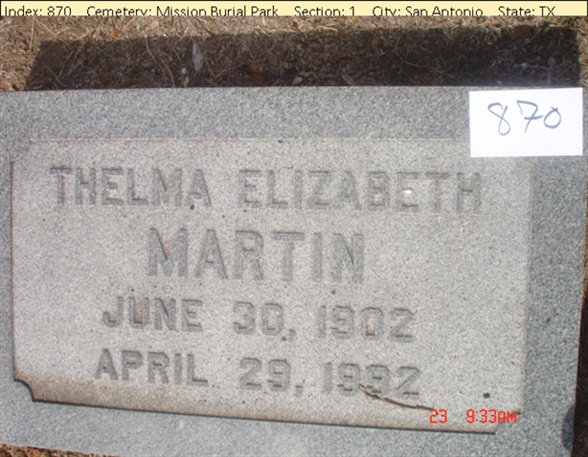 Index: 870 Cemetery: Mission Burial Park Section: 1 City: San Antonio State: TX
870
THELMA ELIZABETH
MARTIN
JUNE 30, 1902
APRIL 29, 1992
23 9:33AM